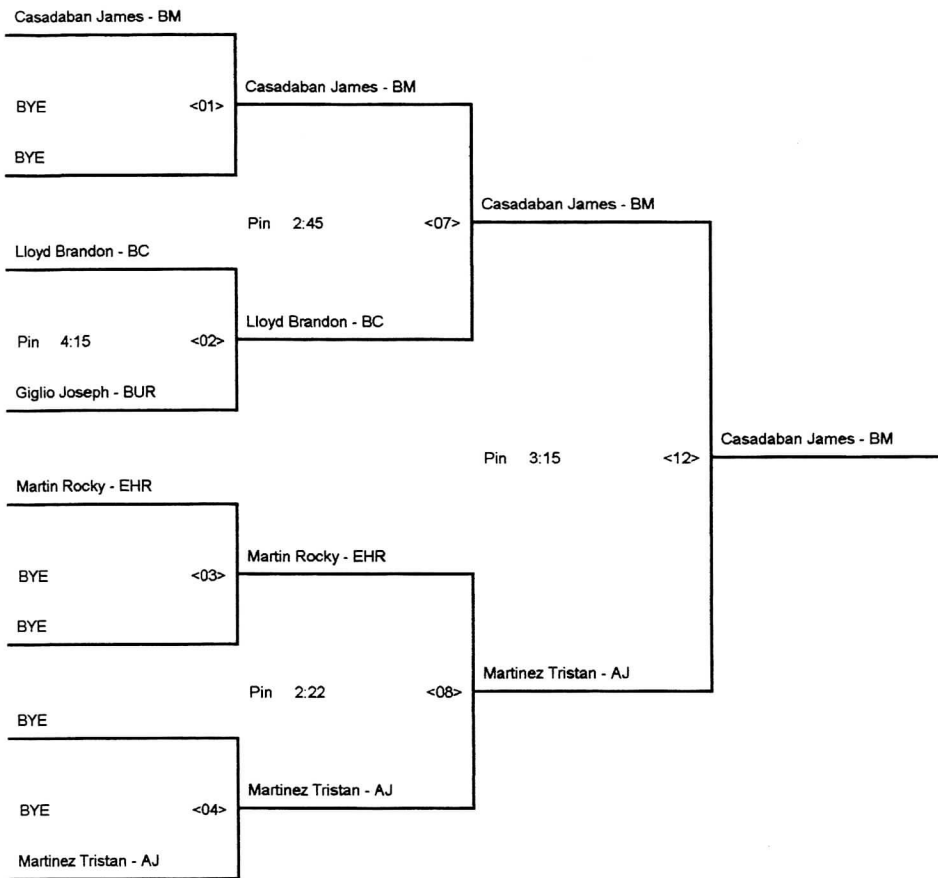 Casadaban James - BM
Casadaban James - BM
BYE <01>
BYE
Casadaban James - BM
Pin 2:45 <07>
Lloyd Brandon - BC
Lloyd Brandon - BC
Pin 4:15 <02>
Giglio Joseph - BUR
Casadaban James - BM
Pin 3:15 <12>
Martin Rocky - EHR
Martin Rocky - EHR
BYE <03>
BYE
Martinez Tristan - AJ
Pin 2:22 <08>
BYE
Martinez Tristan - AJ
BYE <04>
Martinez Tristan - AJ